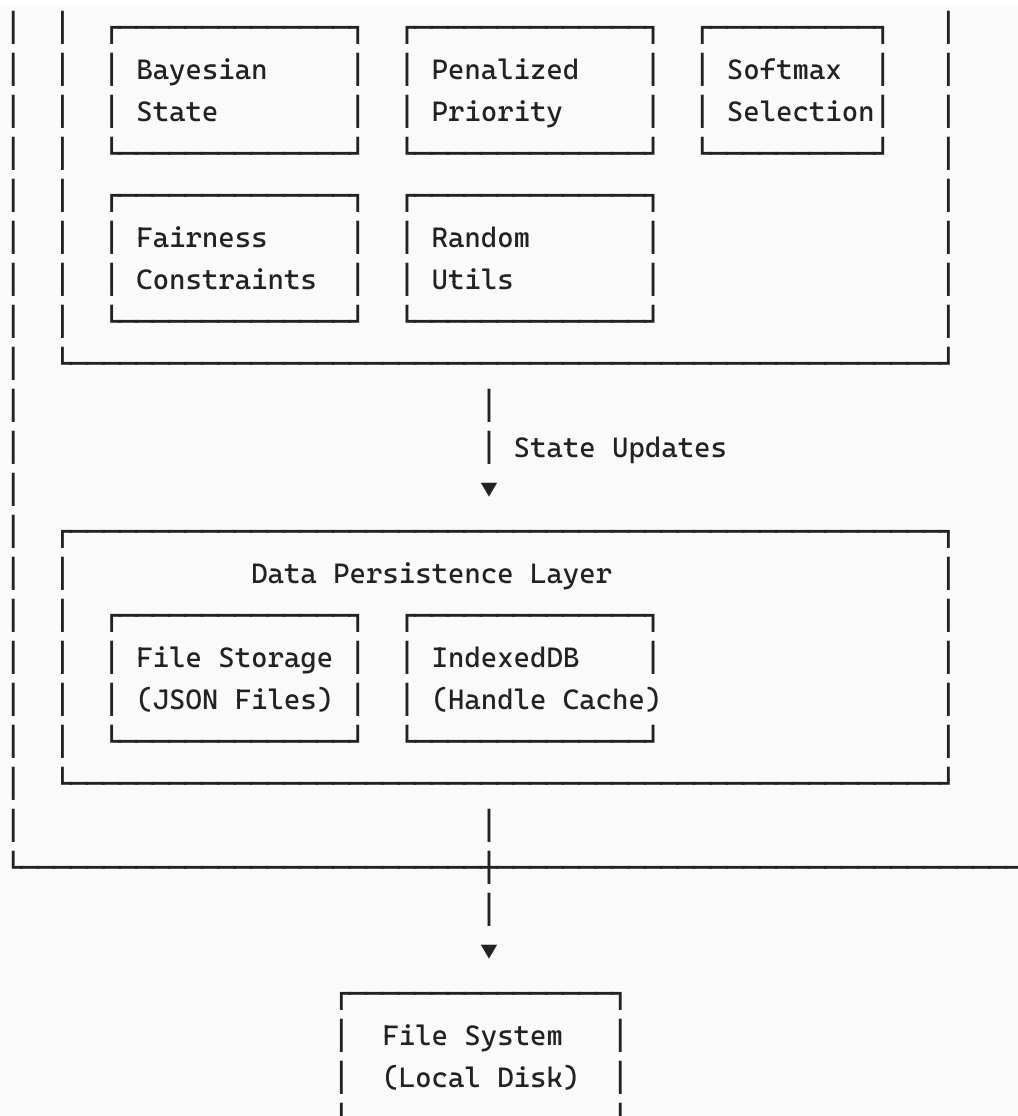 Bayesian Penalized Softmax
State Priority Selection
Fairness Random
Constraints Utils
State Updates
Data Persistence Layer
File Storage IndexedDB
(JSON Files) (Handle Cache)
File System
(Local Disk)